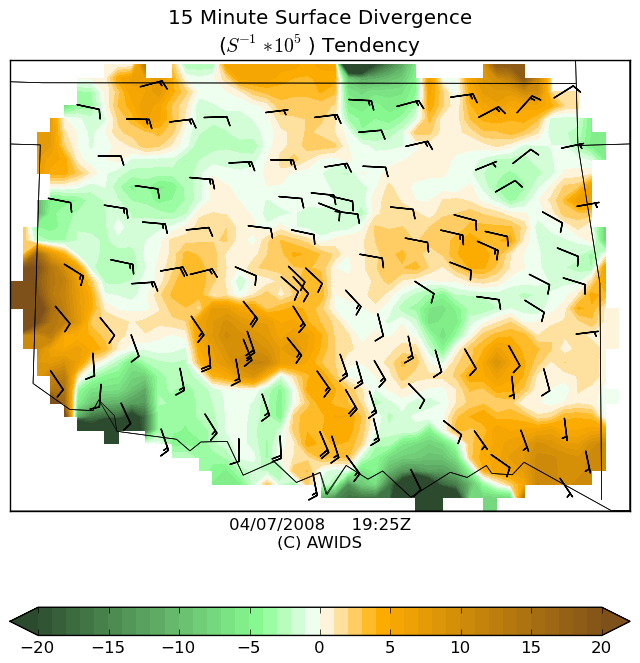 15 Minute Surface Divergence
(S⁻¹ * 10⁵ ) Tendency
04/07/2008 19:25Z
(C) AWIDS
−20 −15 −10 −5 0 5 10 15 20